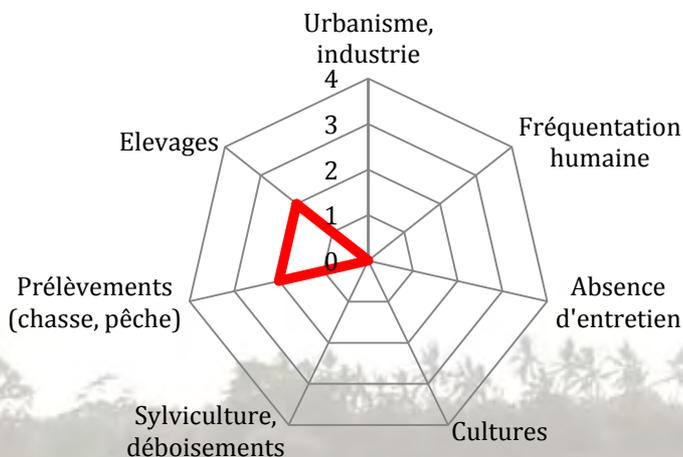 Urbanisme,
industrie
4
3
2
1
0
Fréquentation
humaine
Absence
d'entretien
Cultures
Sylviculture,
déboisements
Prélèvements
(chasse, pêche)
Elevages